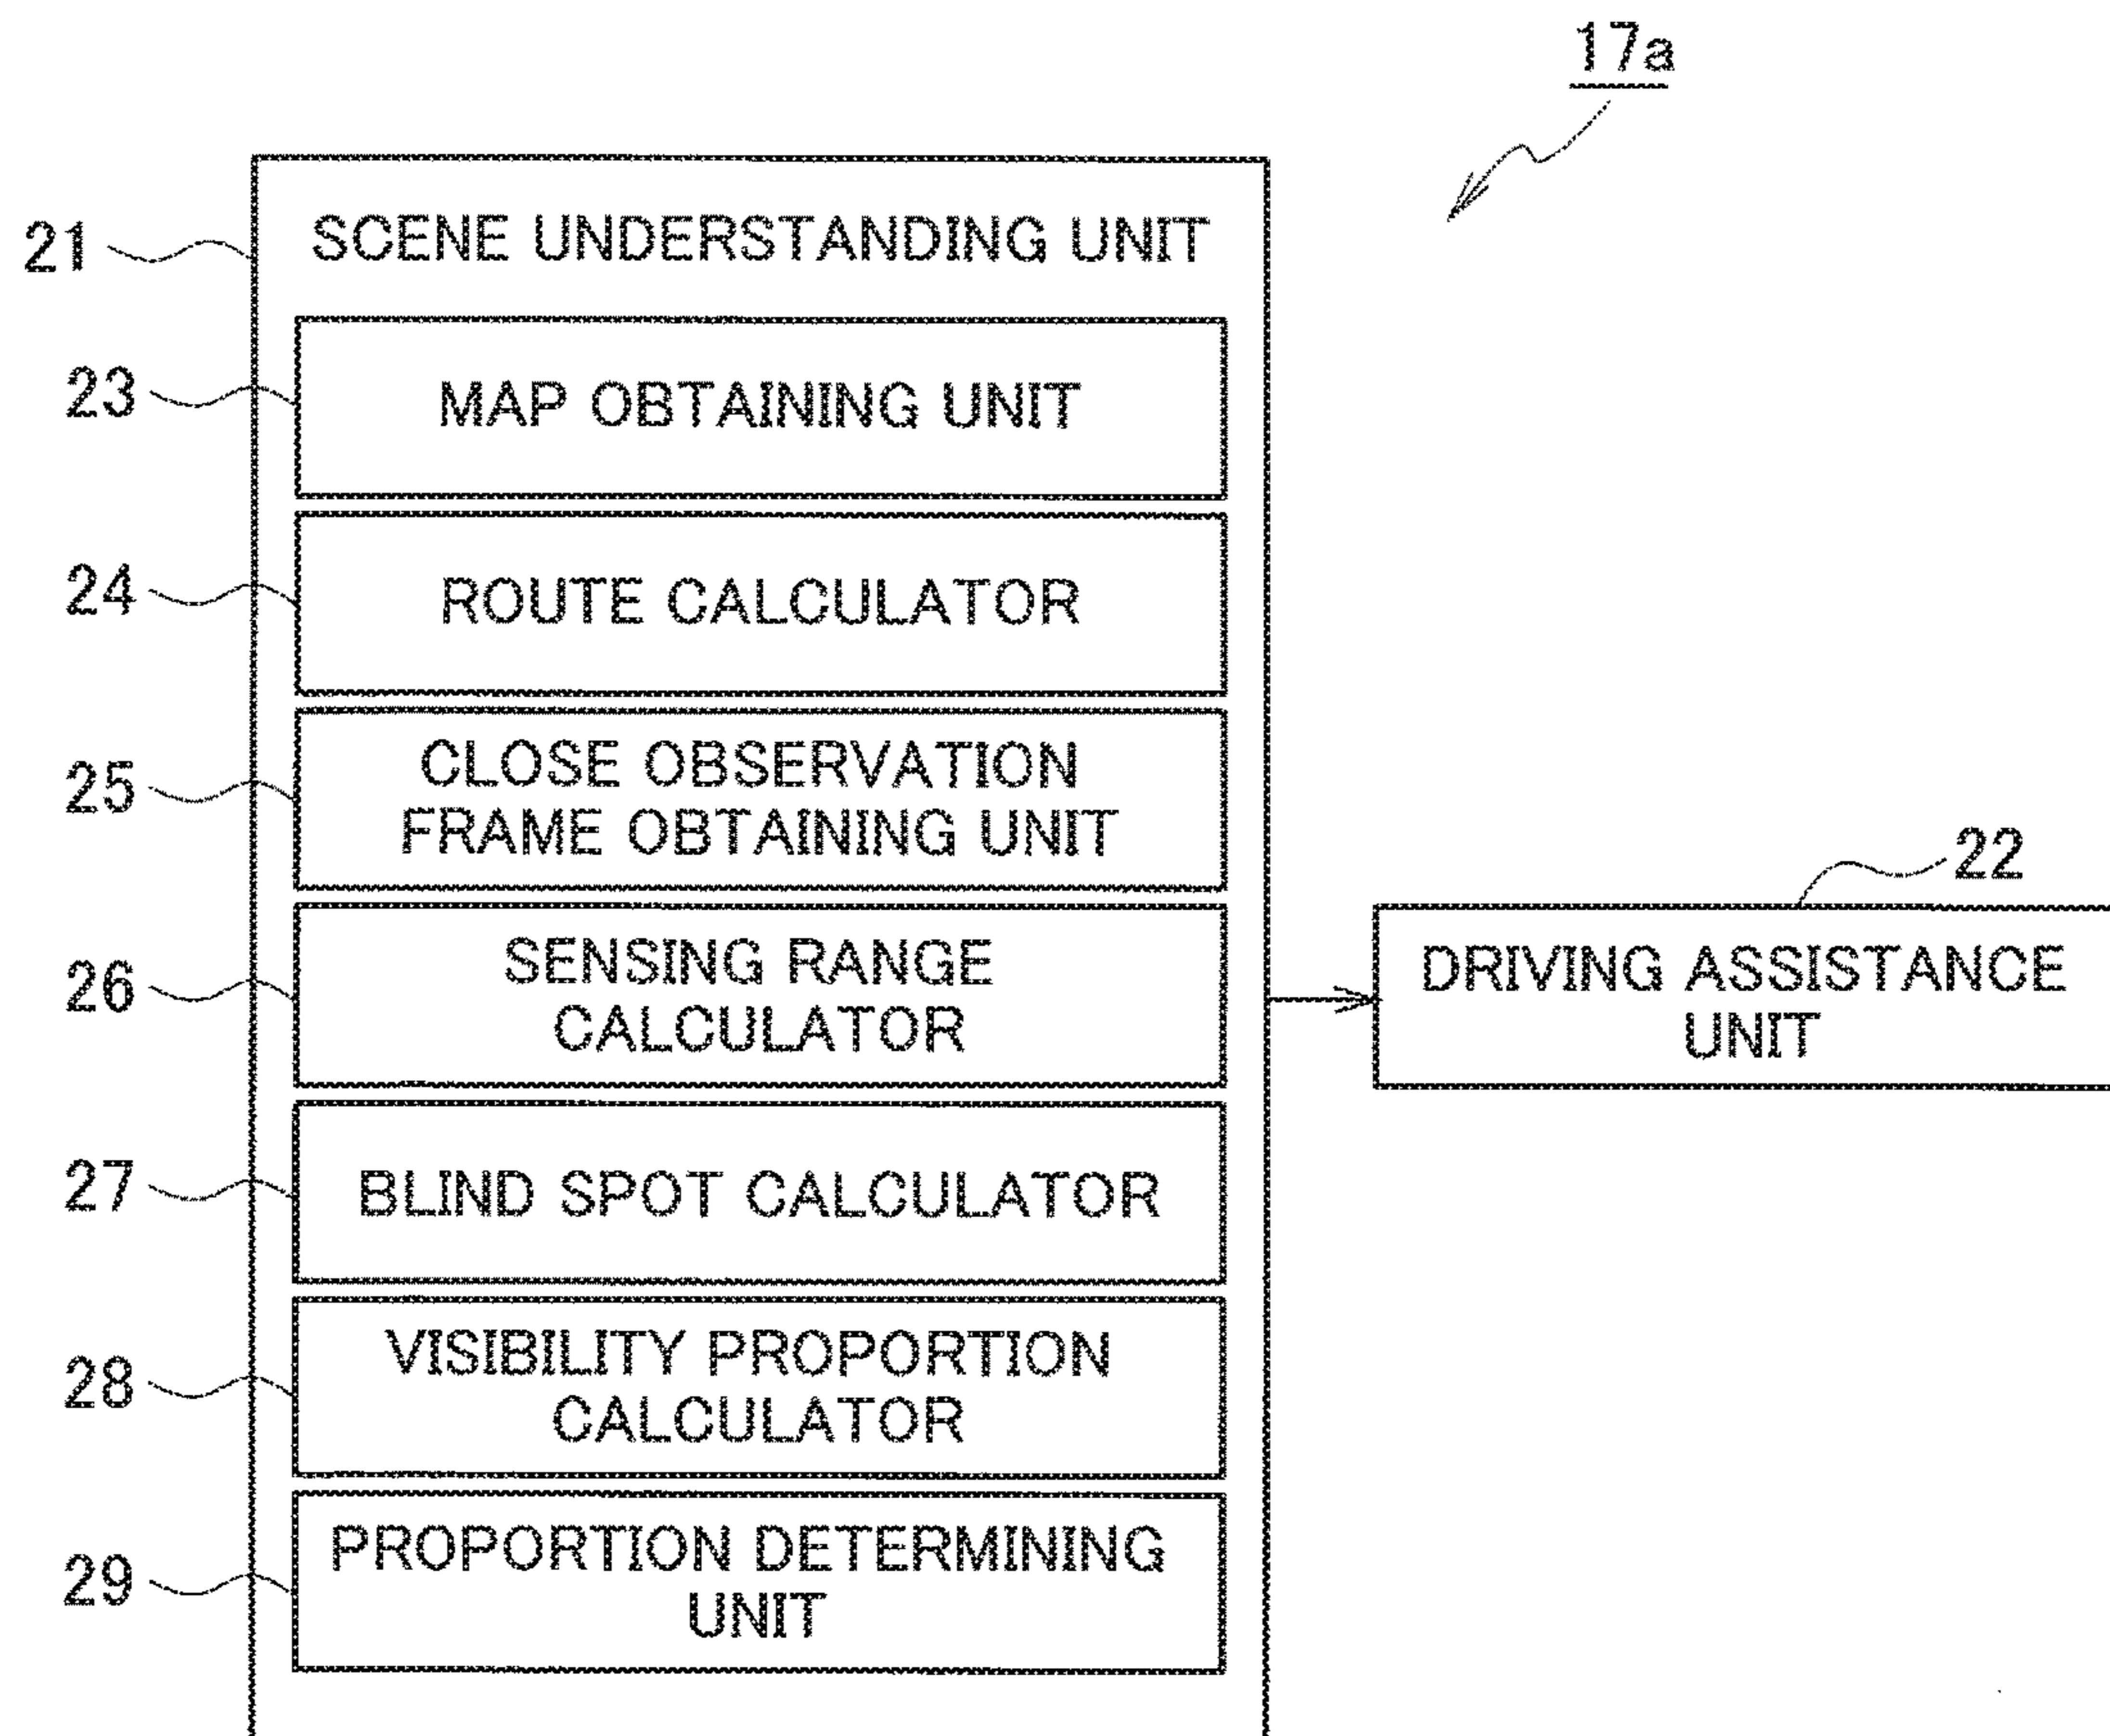 17a
21
SCENE UNDERSTANDING UNIT
23
MAP OBTAINING UNIT
24
ROUTE CALCULATOR
25
CLOSE OBSERVATION
FRAME OBTAINING UNIT
26
SENSING RANGE
CALCULATOR
22
DRIVING ASSISTANCE
UNIT
27
BLIND SPOT CALCULATOR
28
VISIBILITY PROPORTION
CALCULATOR
29
PROPORTION DETERMINING
UNIT